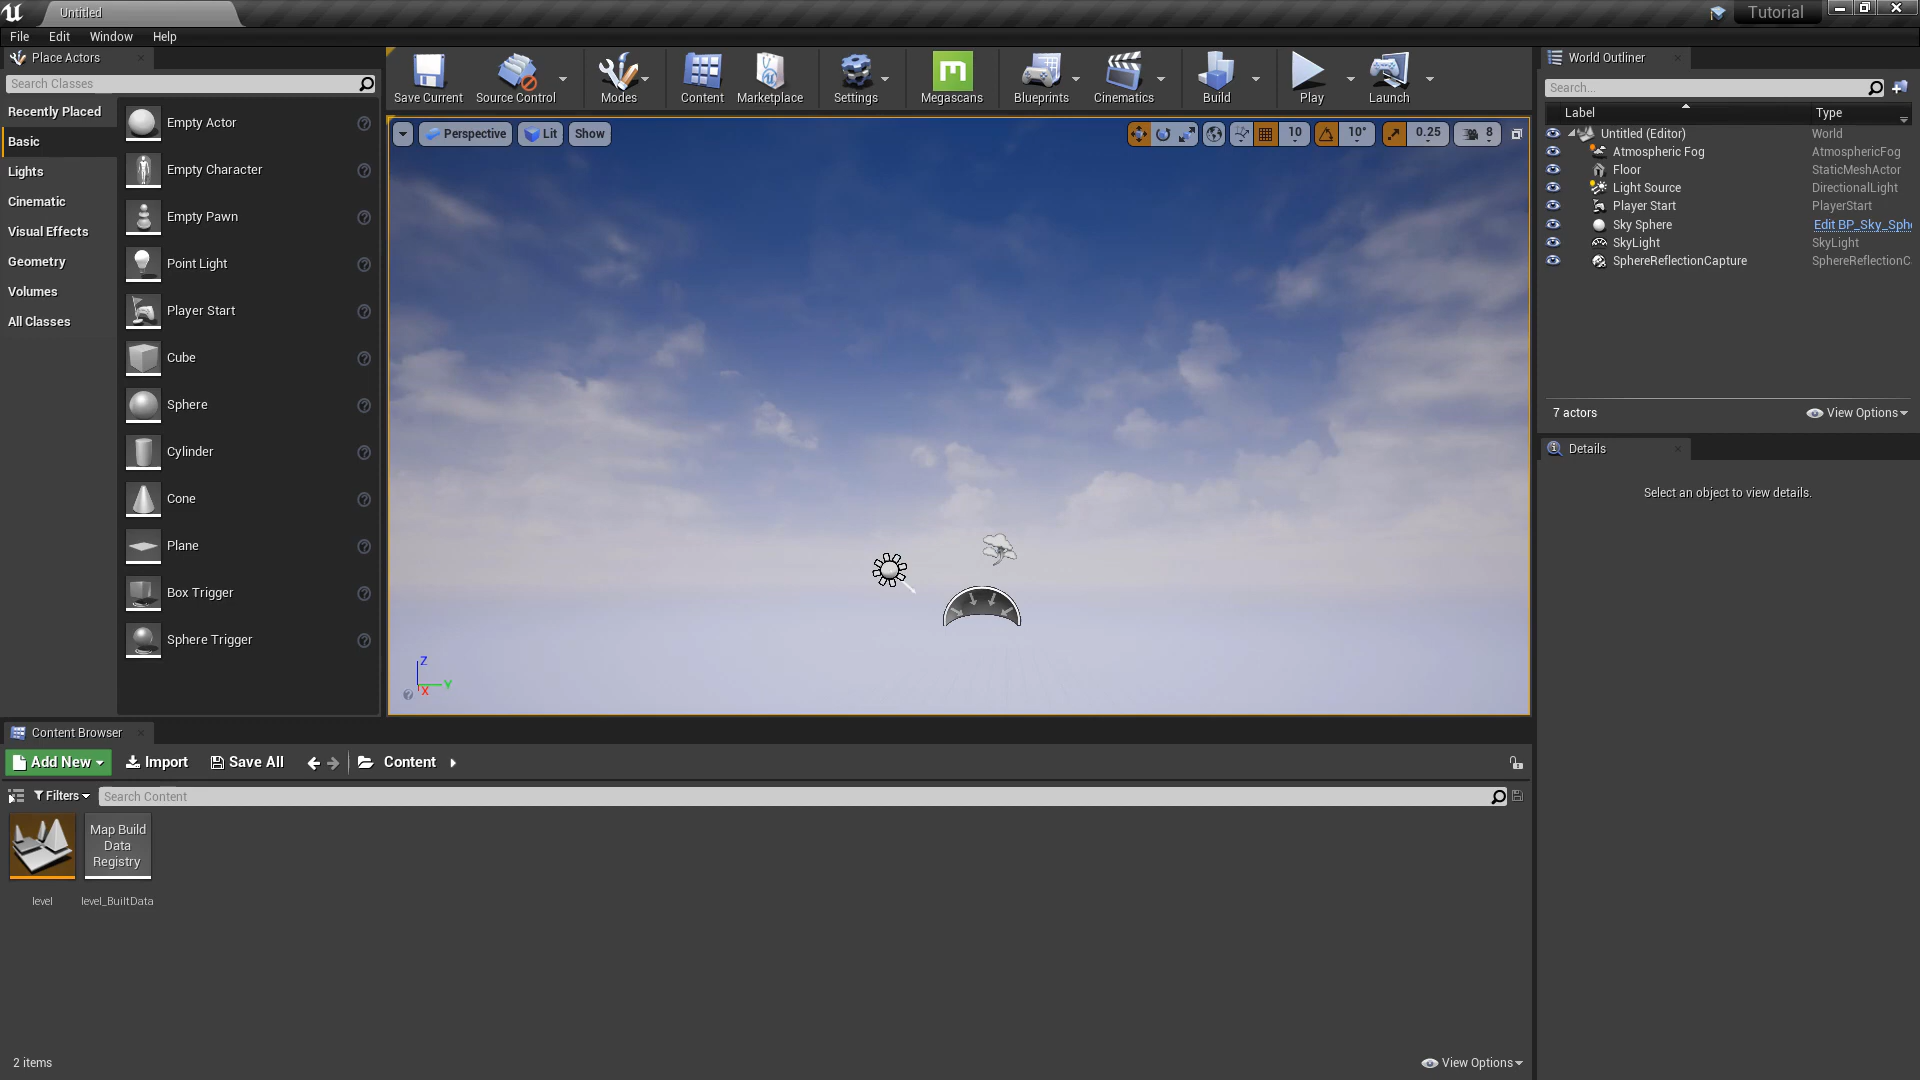 Untitled
Tutorial
File Edit Window Help
Place Actors
Search Classes
Recently Placed
Basic
Lights
Cinematic
Visual Effects
Geometry
Volumes
All Classes
Empty Actor
Empty Character
Empty Pawn
Point Light
Player Start
Cube
Sphere
Cylinder
Cone
Plane
Box Trigger
Sphere Trigger
Save Current Source Control Modes Content Marketplace Settings Megascans Blueprints Cinematics Build Play Launch
Perspective Lit Show 10 10° 0.25 8
Z
Y
X
World Outliner
Search...
Label Type
Untitled (Editor) World
Atmospheric Fog AtmosphericFog
Floor StaticMeshActor
Light Source DirectionalLight
Player Start PlayerStart
Sky Sphere Edit BP_Sky_Sph
SkyLight SkyLight
SphereReflectionCapture SphereReflectionC
7 actors View Options
Details
Select an object to view details.
Content Browser
Add New Import Save All Content
Filters Search Content
Map Build
Data
Registry
level level_BuiltData
2 items View Options